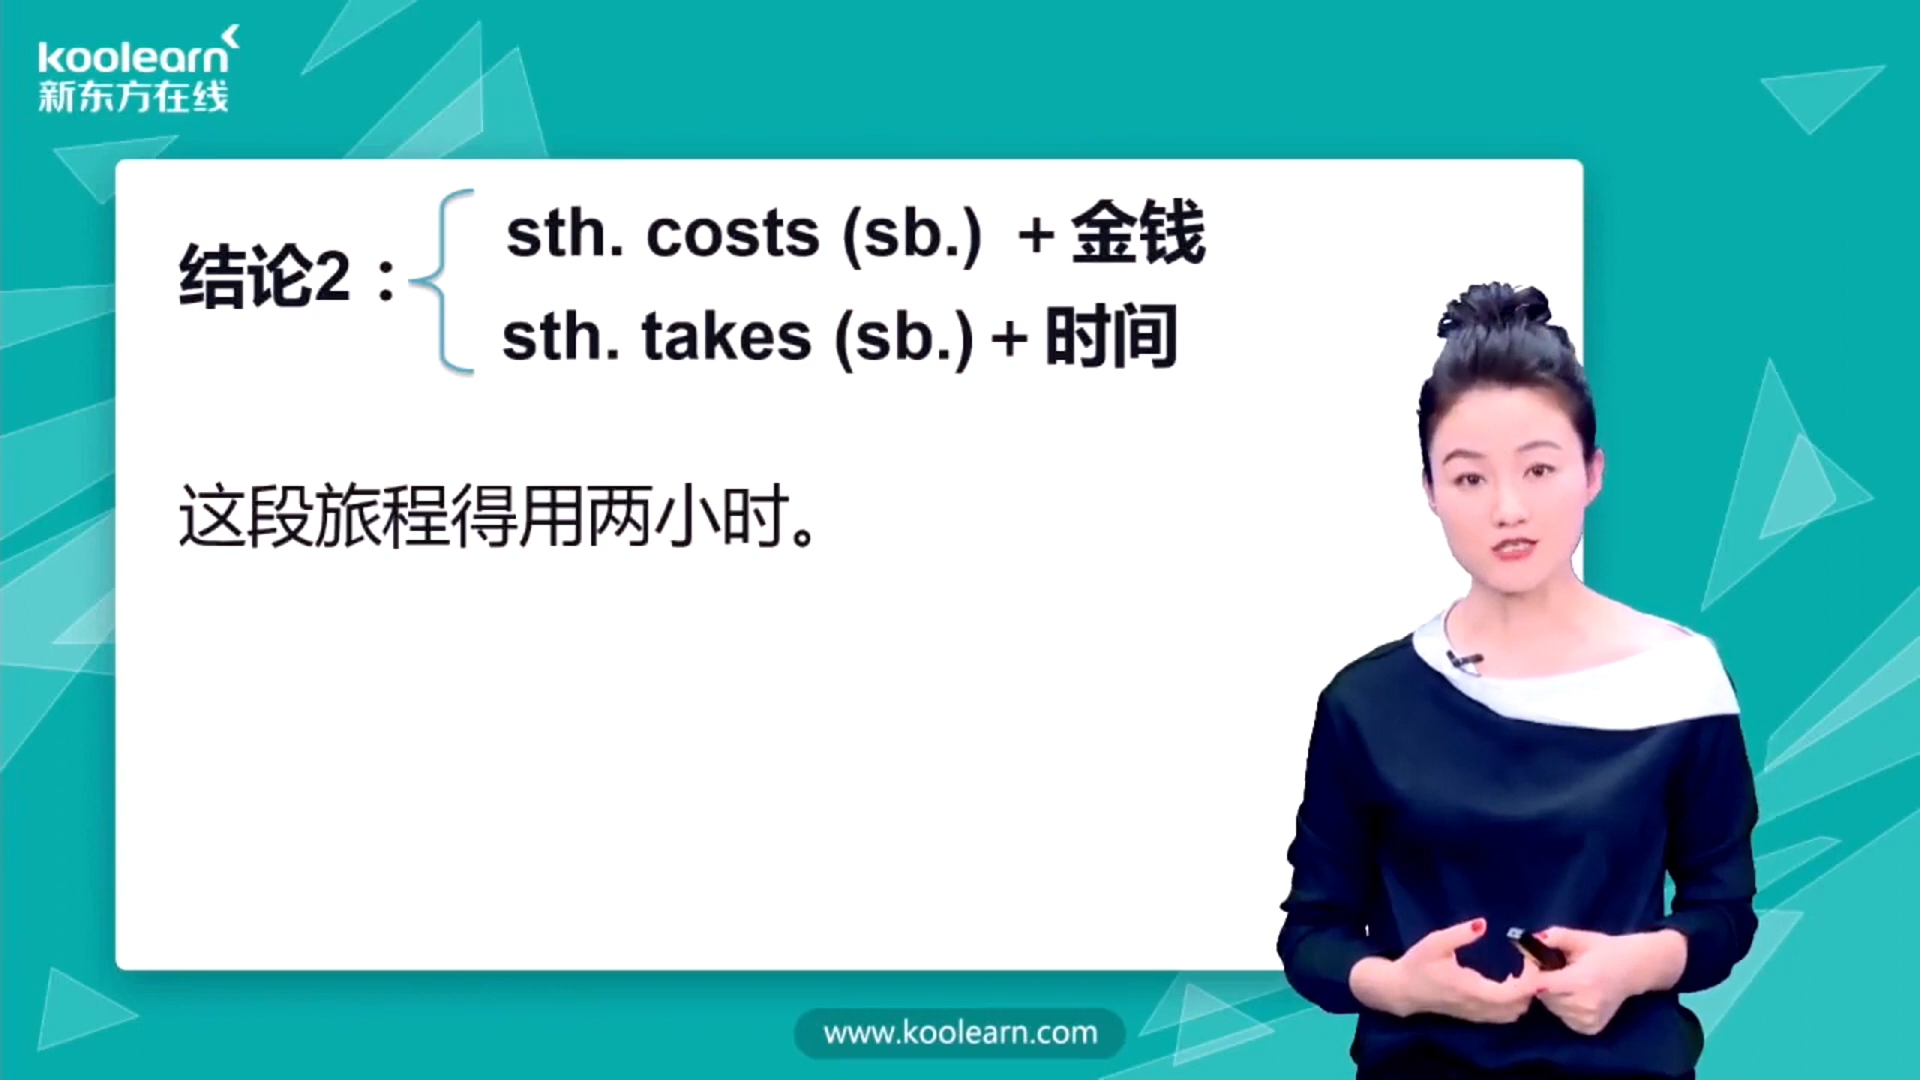 koolearn
新东方在线
结论2：
sth. costs (sb.) + 金钱
sth. takes (sb.) + 时间
这段旅程得用两小时。
www.koolearn.com